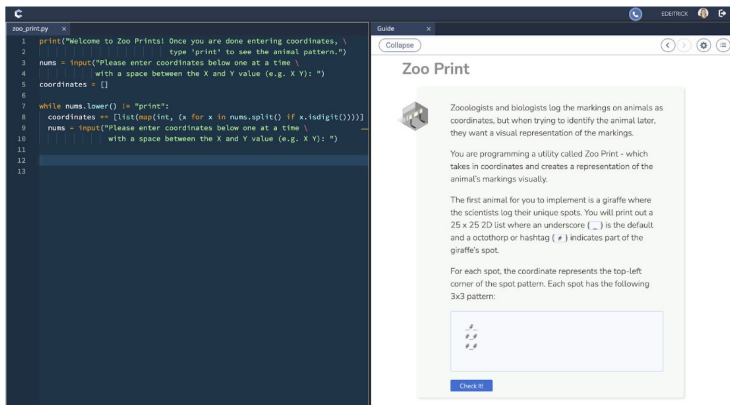 EDEITRICK
zoo_print.py x
1 print("Welcome to Zoo Prints! Once you are done entering coordinates, \
2 type 'print' to see the animal pattern.")
3 nums = input("Please enter coordinates below one at a time \
4 with a space between the X and Y value (e.g. X Y): ")
5 coordinates = []
6
7 while nums.lower() != "print":
8 coordinates += [list(map(int, (x for x in nums.split() if x.isdigit())))]
9 nums = input("Please enter coordinates below one at a time \
10 with a space between the X and Y value (e.g. X Y): ")
11
12
13
Guide x
Collapse
Zoo Print
Zooologists and biologists log the markings on animals as
coordinates, but when trying to identify the animal later,
they want a visual representation of the markings.
You are programming a utility called Zoo Print - which
takes in coordinates and creates a representation of the
animal's markings visually.
The first animal for you to implement is a giraffe where
the scientists log their unique spots. You will print out a
25 x 25 2D list where an underscore ( _ ) is the default
and a octothorp or hashtag ( # ) indicates part of the
giraffe's spot.
For each spot, the coordinate represents the top-left
corner of the spot pattern. Each spot has the following
3x3 pattern:
_#_
#_#
#_#
Check It!